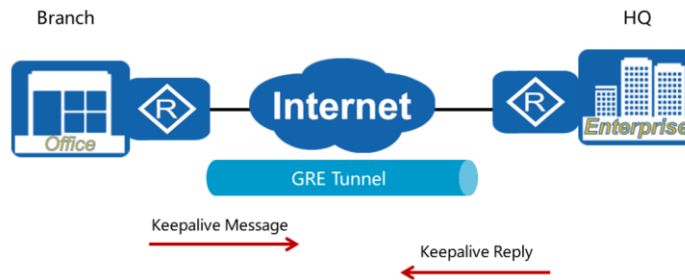 Branch
HQ
R
Internet
R
Office
Enterprise
GRE Tunnel
Keepalive Message
Keepalive Reply